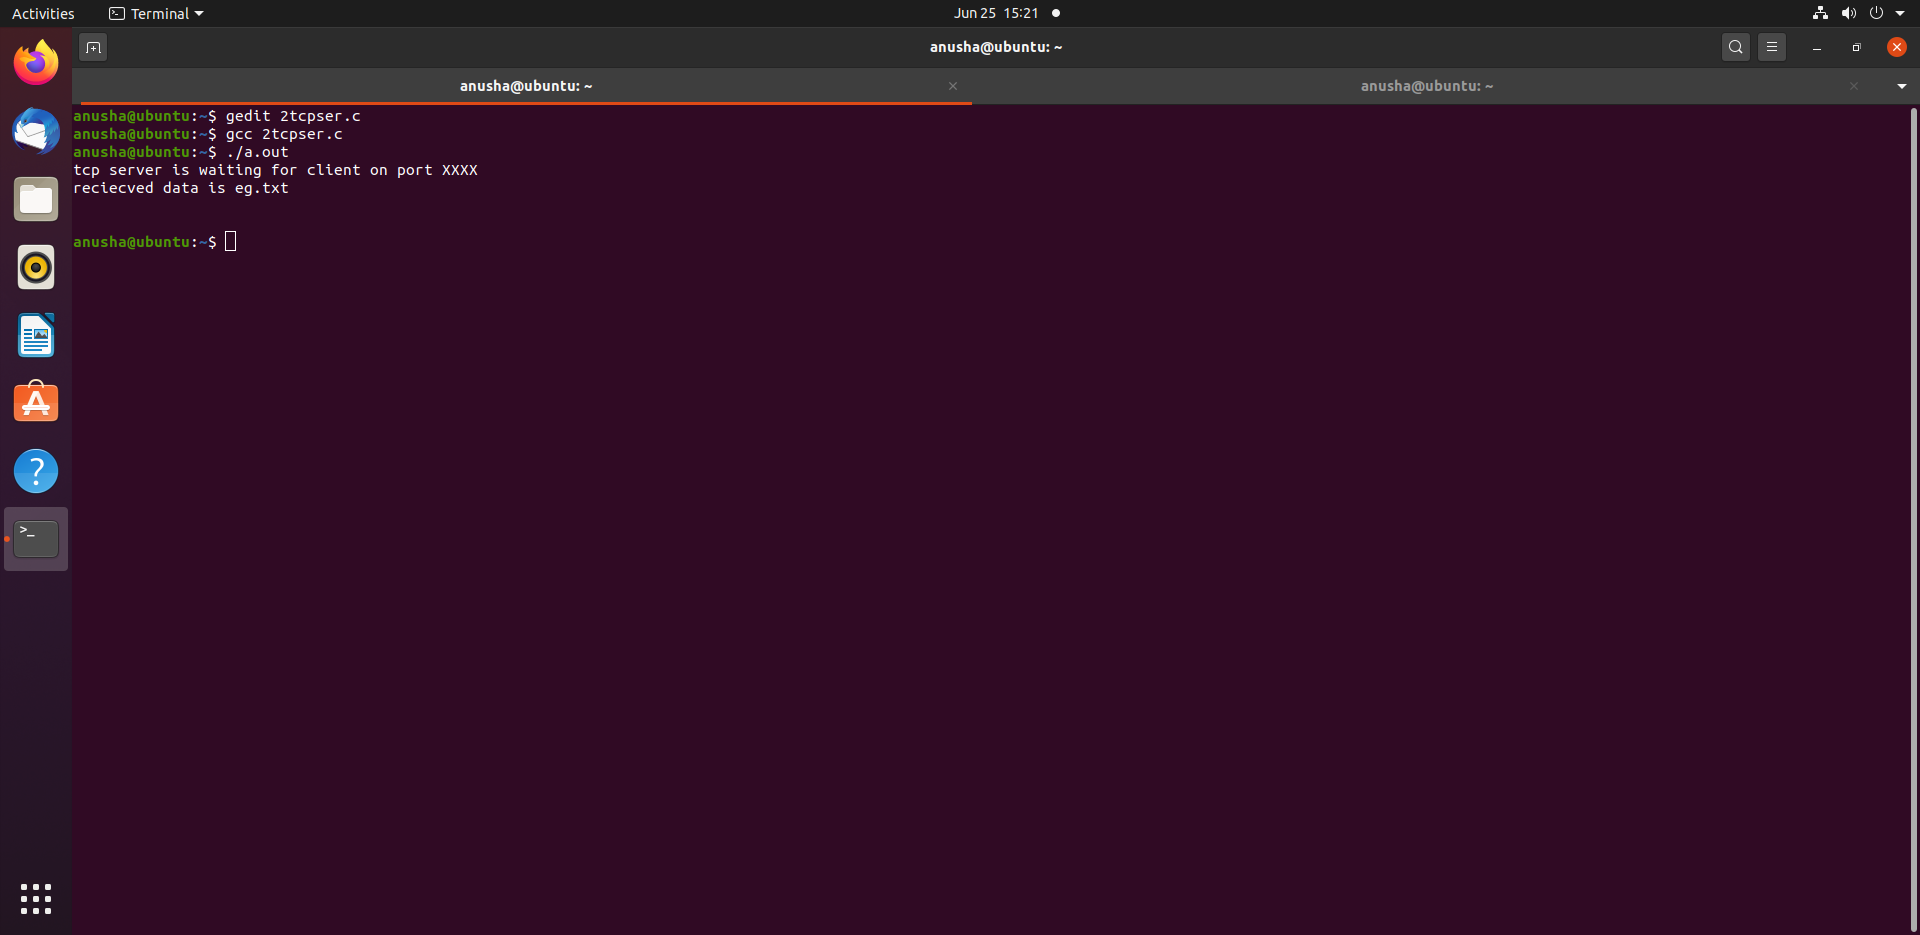 Activities
Terminal
Jun 25 15:21
anusha@ubuntu: ~
anusha@ubuntu: ~
anusha@ubuntu: ~
anusha@ubuntu:~$ gedit 2tcpser.c
anusha@ubuntu:~$ gcc 2tcpser.c
anusha@ubuntu:~$ ./a.out
tcp server is waiting for client on port XXXX
reciecved data is eg.txt
anusha@ubuntu:~$